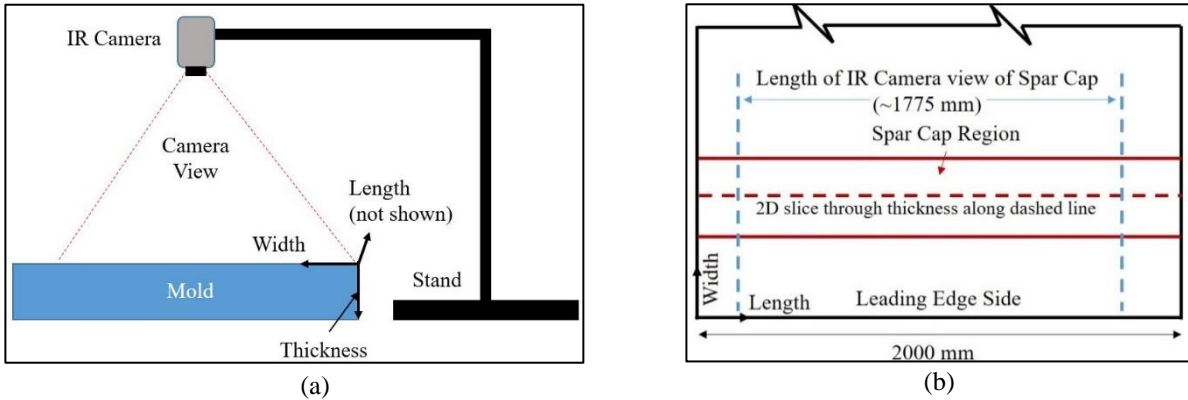 IR Camera
Camera
View
Length
(not shown)
Width
Mold
Stand
Thickness
(a)
Length of IR Camera view of Spar Cap
(~1775 mm)
Spar Cap Region
2D slice through thickness along dashed line
Width
Length
Leading Edge Side
2000 mm
(b)